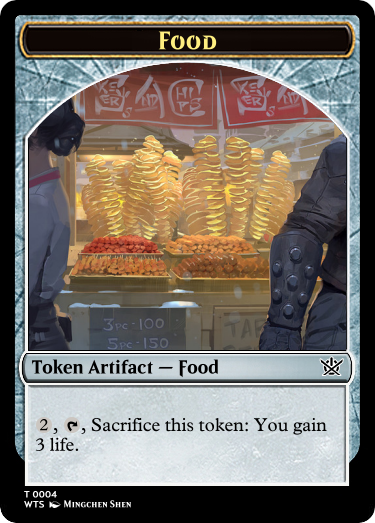 Food
3pc·100
5pc·150
Token Artifact — Food
2, T, Sacrifice this token: You gain
3 life.
T 0004
WTS Mingchen Shen